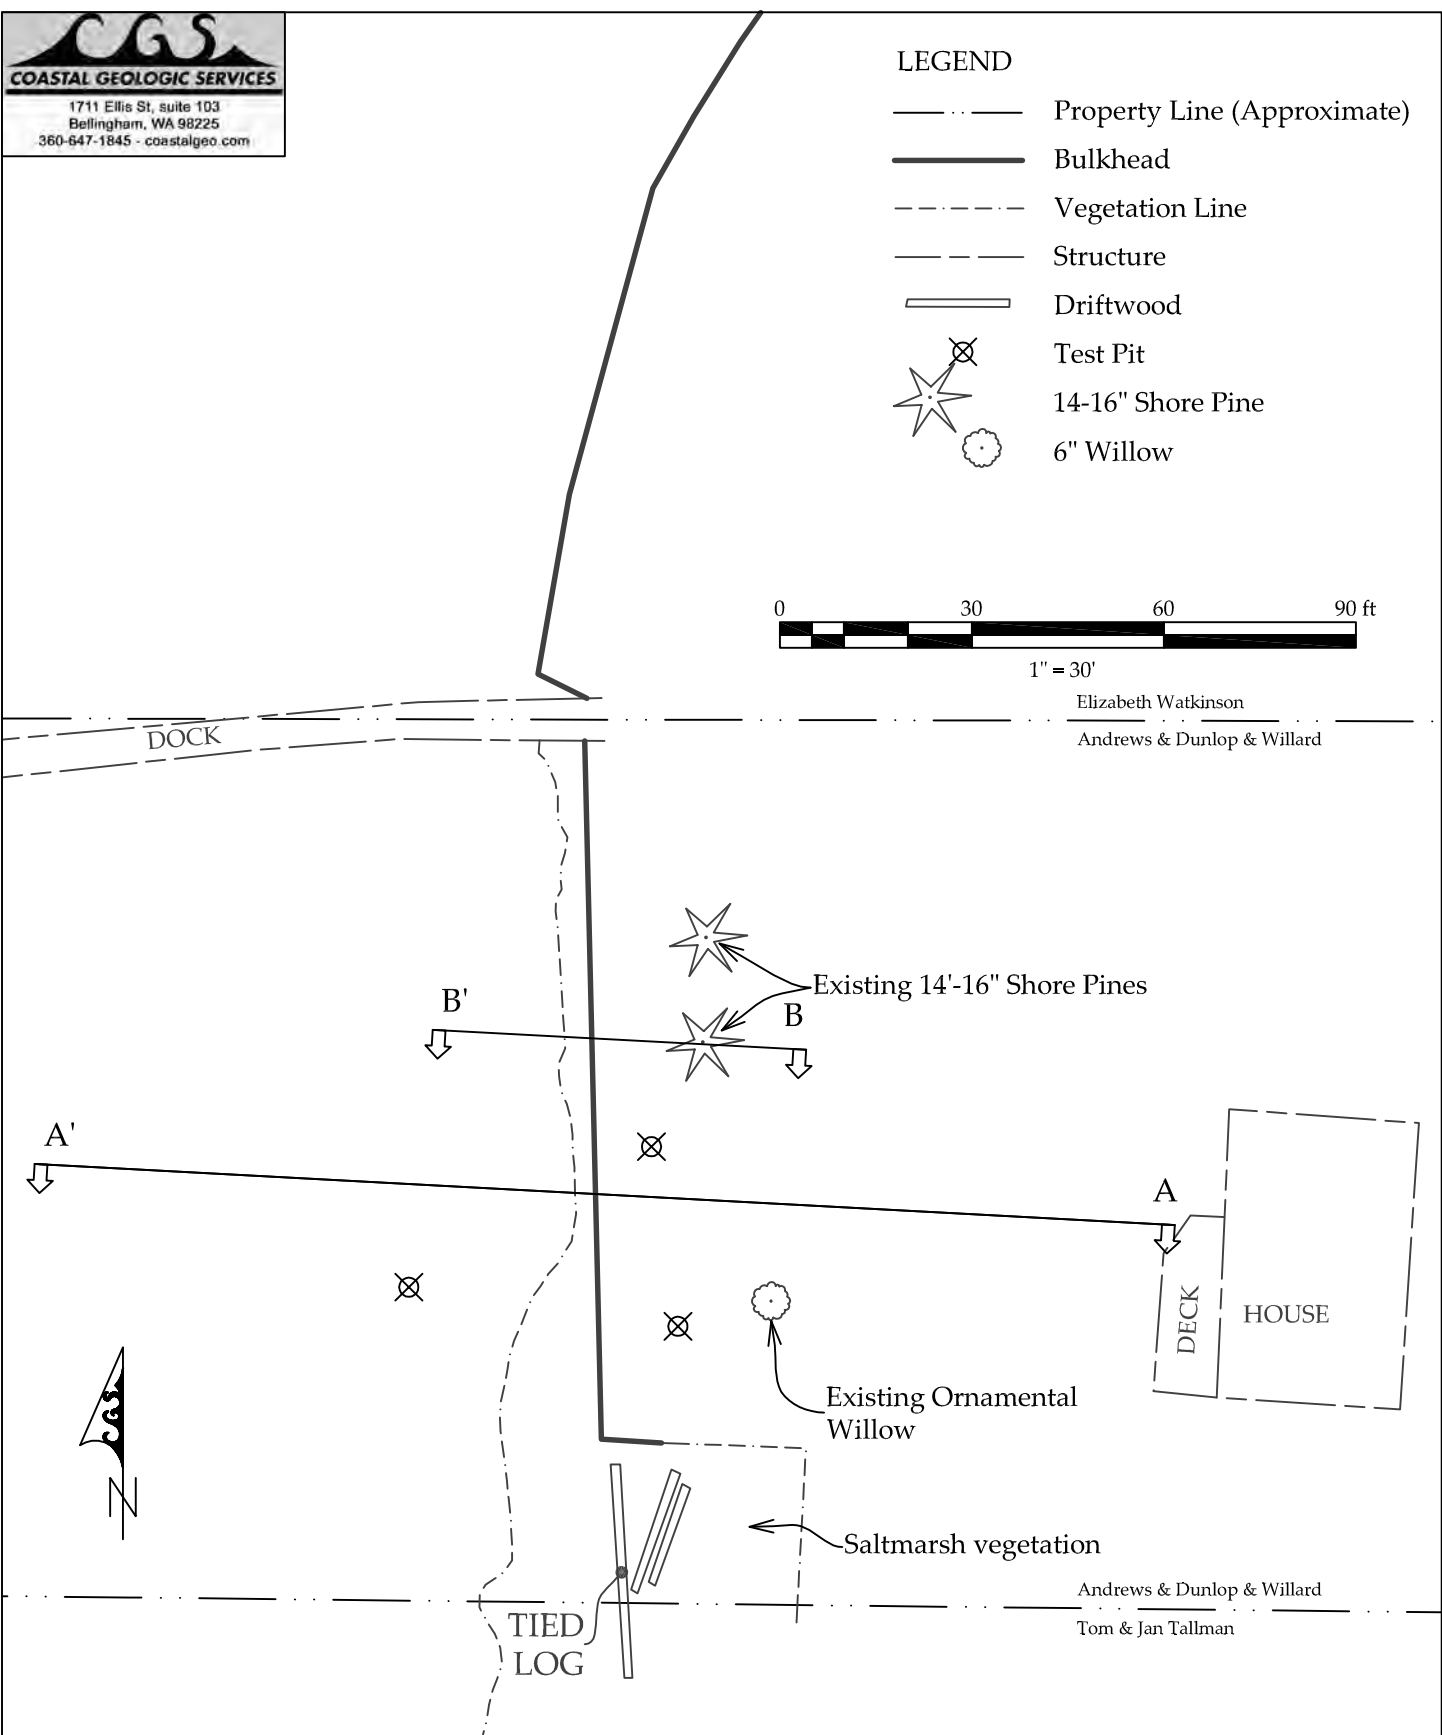 CGS
COASTAL GEOLOGIC SERVICES
1711 Ellis St, suite 103
Bellingham, WA 98225
360-647-1845 - coastalgeo.com
LEGEND
Property Line (Approximate)
Bulkhead
Vegetation Line
Structure
Driftwood
Test Pit
14-16" Shore Pine
6" Willow
0 30 60 90 ft
1" = 30'
Elizabeth Watkinson
Andrews & Dunlop & Willard
DOCK
Existing 14'-16" Shore Pines
B'
B
A'
A
DECK
HOUSE
Existing Ornamental
Willow
CGS
N
Saltmarsh vegetation
Andrews & Dunlop & Willard
Tom & Jan Tallman
TIED
LOG